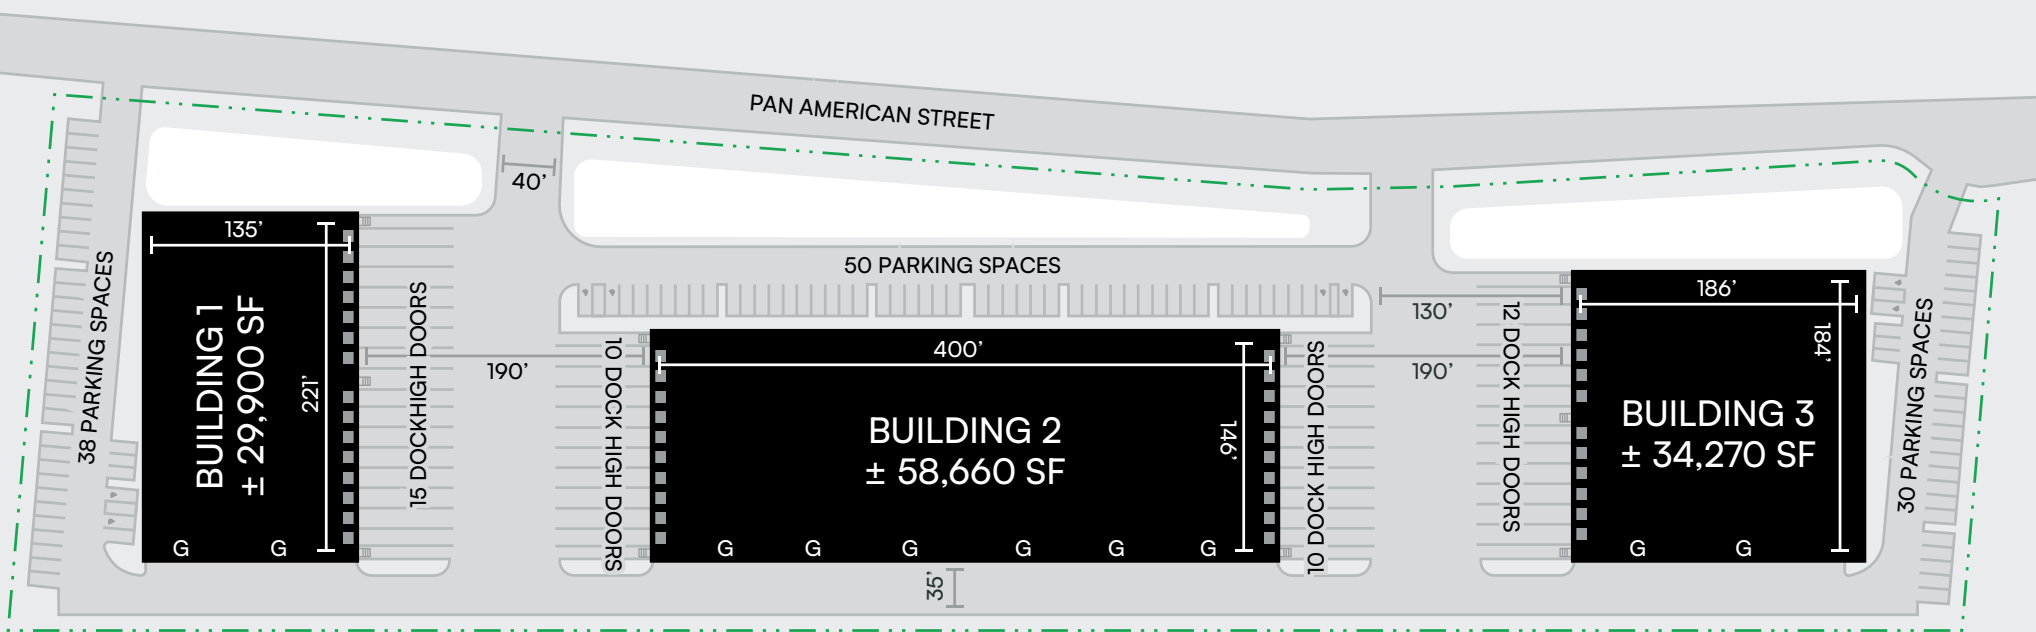 PAN AMERICAN STREET
40'
38 PARKING SPACES
135'
BUILDING 1
± 29,900 SF
221'
G G
15 DOCKHIGH DOORS
190'
50 PARKING SPACES
10 DOCK HIGH DOORS
400'
BUILDING 2
± 58,660 SF
146'
G G G G G G
35'
10 DOCK HIGH DOORS
130'
190'
12 DOCK HIGH DOORS
186'
184'
BUILDING 3
± 34,270 SF
G G
30 PARKING SPACES